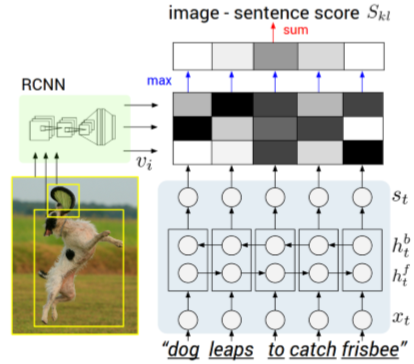 image - sentence score S_{kl}
sum
max
RCNN
v_i
s_t
h_t^b
h_t^f
x_t
“dog leaps to catch frisbee”